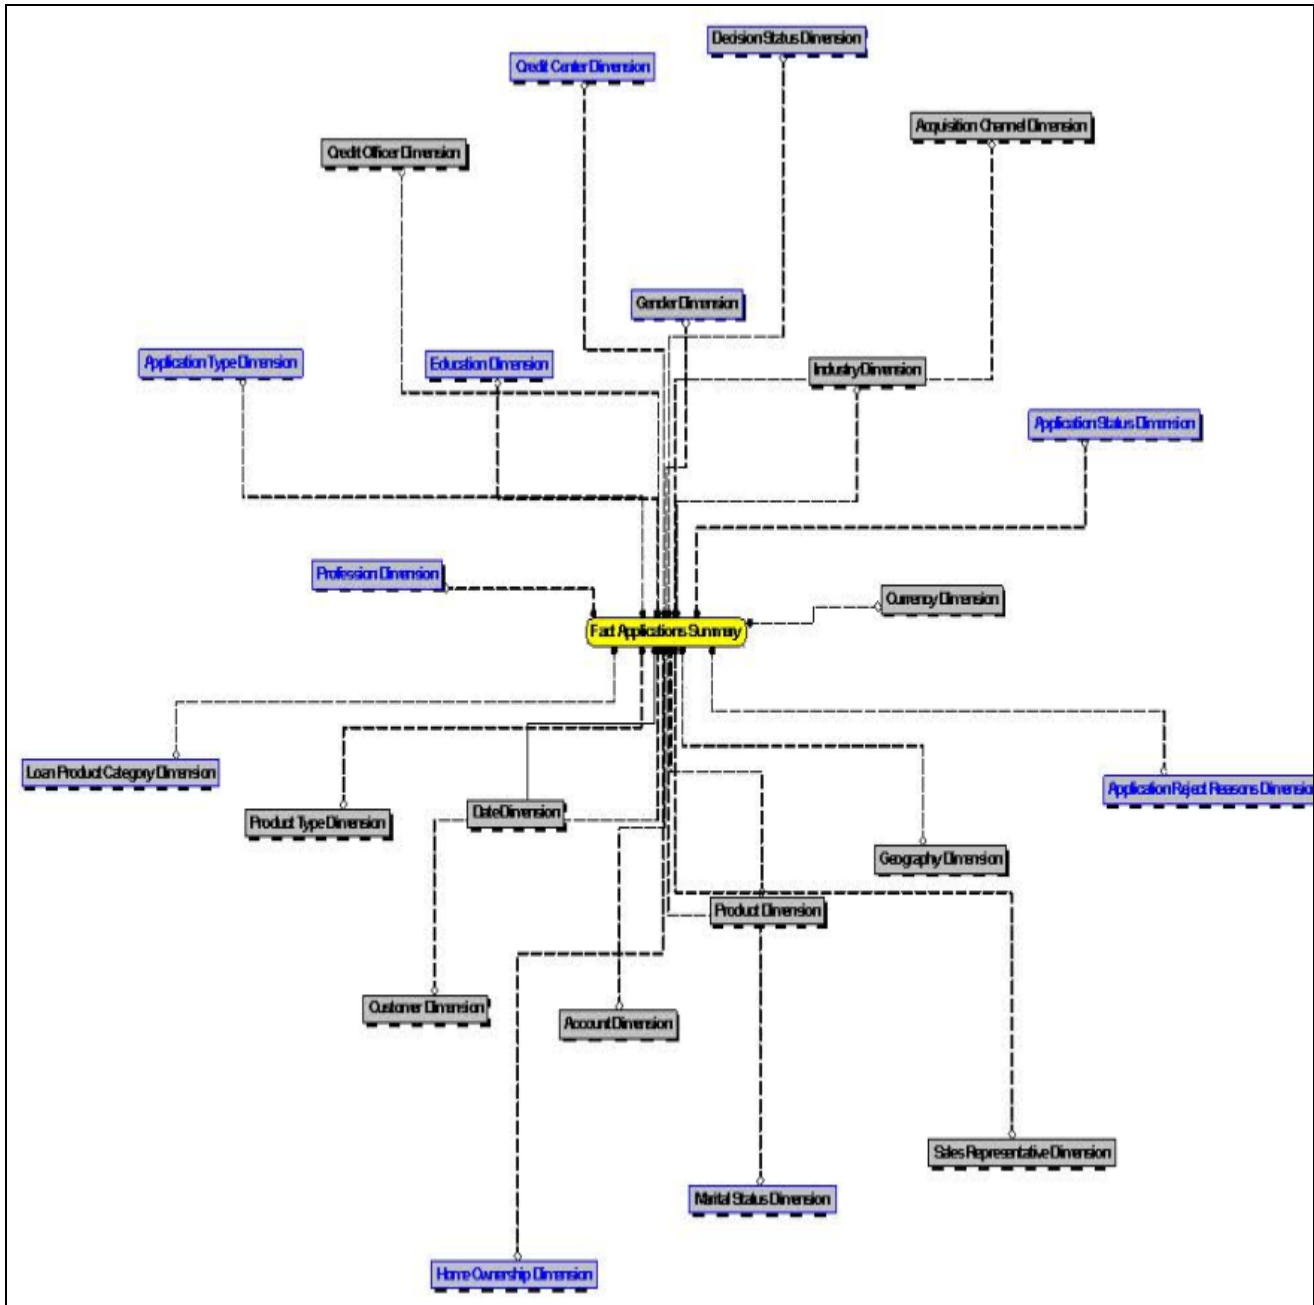 Decision Status Dimension
Credit Center Dimension
Acquisition Channel Dimension
Credit Officer Dimension
Gender Dimension
Application Type Dimension
Education Dimension
Industry Dimension
Application Status Dimension
Profession Dimension
Currency Dimension
Fact Applications Summary
Loan Product Category Dimension
Application Reject Reasons Dimension
Product Type Dimension
Date Dimension
Geography Dimension
Product Dimension
Customer Dimension
Account Dimension
Sales Representative Dimension
Marital Status Dimension
Home Ownership Dimension